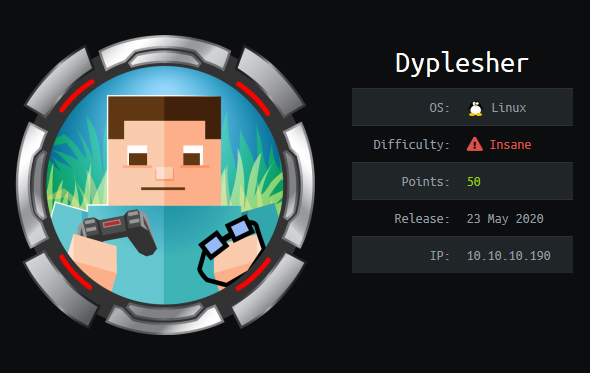 Dyplesher
OS: Linux
Difficulty: Insane
Points: 50
Release: 23 May 2020
IP: 10.10.10.190